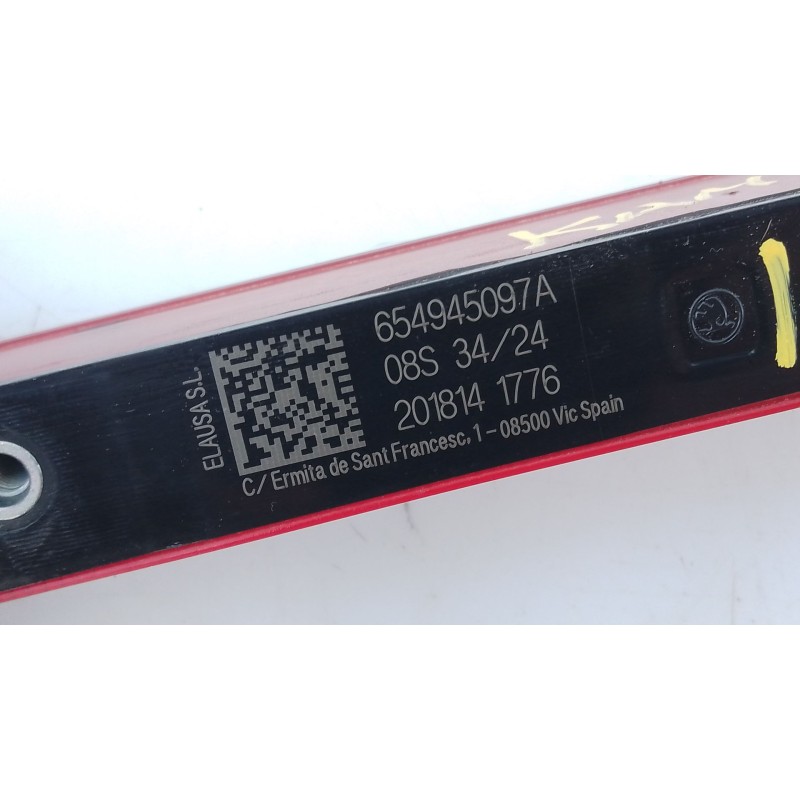 ELAUSA S.L.
654945097A
08S 34/24
201814 1776
C/ Ermita de Sant Francesc, 1 - 08500 Vic Spain